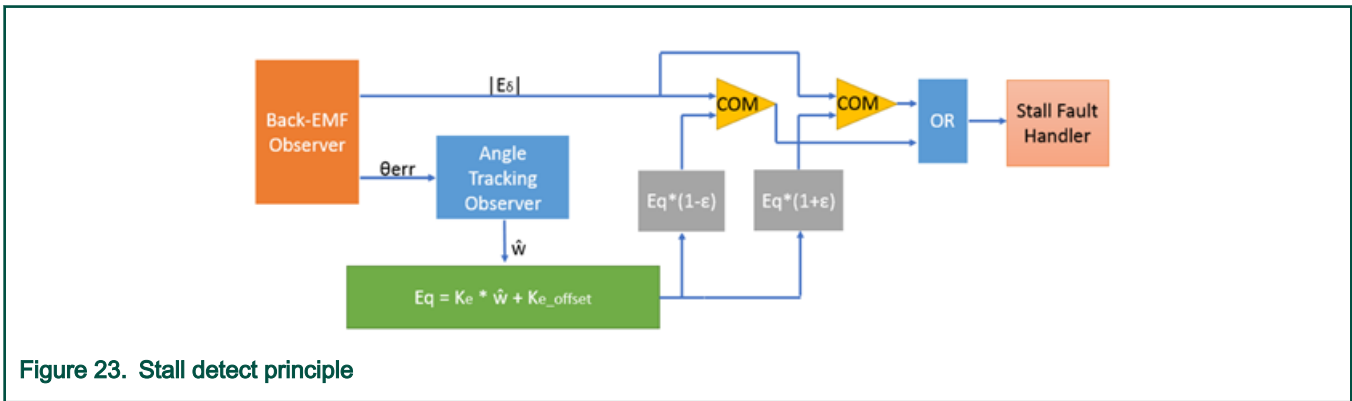 |Eδ|
Back-EMF
Observer
θerr
Angle
Tracking
Observer
ŵ
Eq = Ke * ŵ + Ke_offset
COM
COM
Eq*(1-ε)
Eq*(1+ε)
OR
Stall Fault
Handler
Figure 23. Stall detect principle